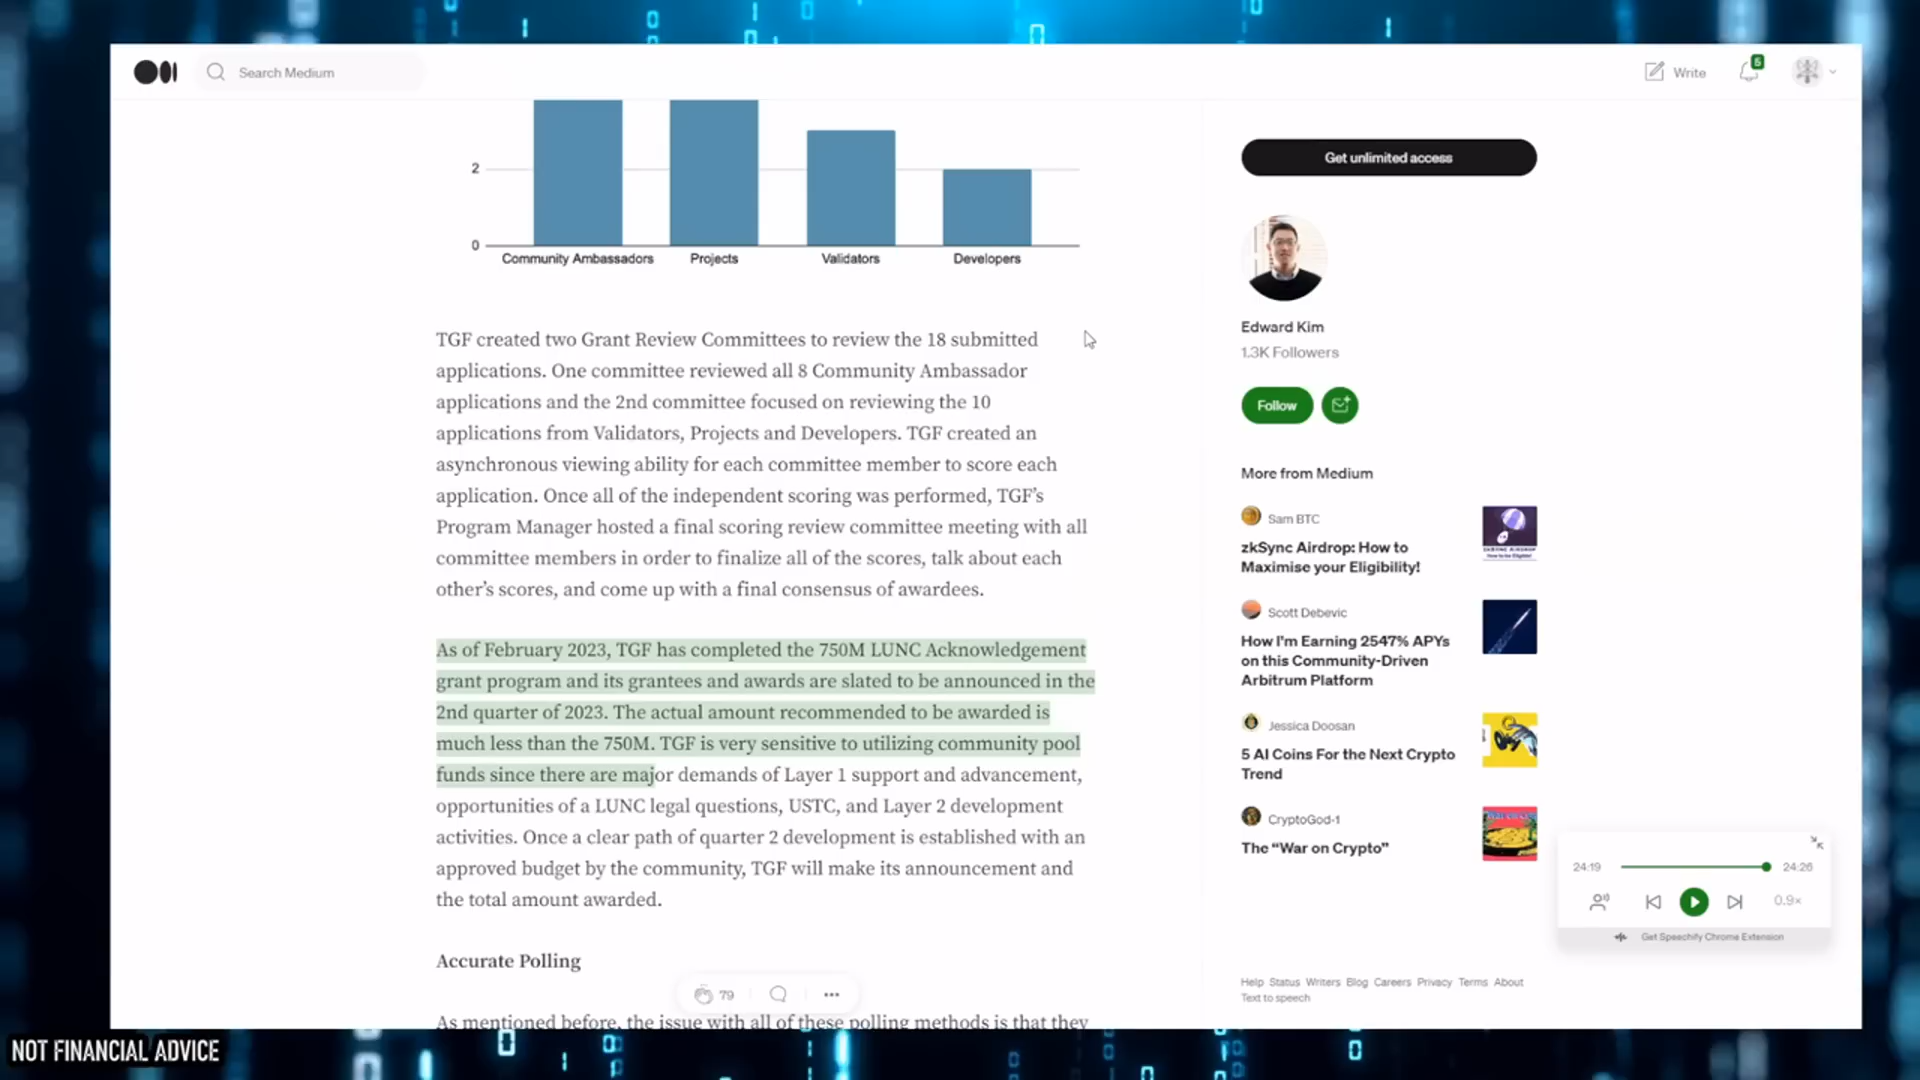 Search Medium
Write
5
2
0
Community Ambassadors
Projects
Validators
Developers
TGF created two Grant Review Committees to review the 18 submitted
applications. One committee reviewed all 8 Community Ambassador
applications and the 2nd committee focused on reviewing the 10
applications from Validators, Projects and Developers. TGF created an
asynchronous viewing ability for each committee member to score each
application. Once all of the independent scoring was performed, TGF's
Program Manager hosted a final scoring review committee meeting with all
committee members in order to finalize all of the scores, talk about each
other's scores, and come up with a final consensus of awardees.
As of February 2023, TGF has completed the 750M LUNC Acknowledgement
grant program and its grantees and awards are slated to be announced in the
2nd quarter of 2023. The actual amount recommended to be awarded is
much less than the 750M. TGF is very sensitive to utilizing community pool
funds since there are major demands of Layer 1 support and advancement,
opportunities of a LUNC legal questions, USTC, and Layer 2 development
activities. Once a clear path of quarter 2 development is established with an
approved budget by the community, TGF will make its announcement and
the total amount awarded.
Accurate Polling
79
As mentioned before, the issue with all of these polling methods is that they
Get unlimited access
Edward Kim
1.3K Followers
Follow
More from Medium
Sam BTC
zkSync Airdrop: How to
Maximise your Eligibility!
Scott Debevic
How I'm Earning 2547% APYs
on this Community-Driven
Arbitrum Platform
Jessica Doosan
5 AI Coins For the Next Crypto
Trend
CryptoGod-1
The “War on Crypto”
24:19
24:26
0.9×
Get Speechify Chrome Extension
Help Status Writers Blog Careers Privacy Terms About
Text to speech
NOT FINANCIAL ADVICE